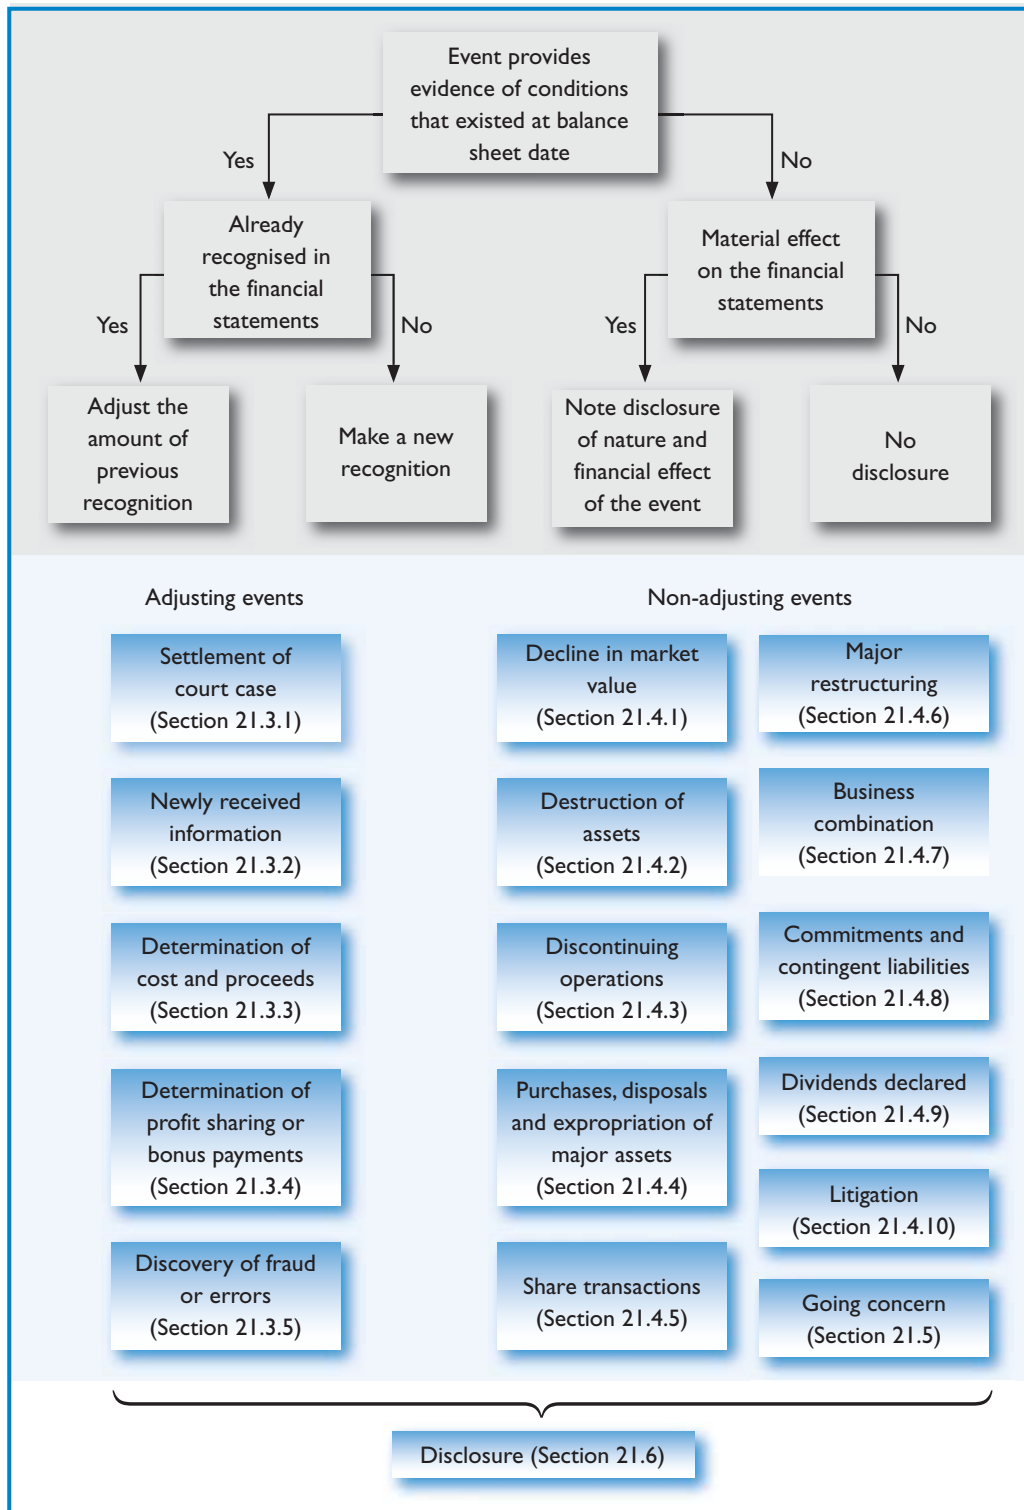 Event provides
evidence of conditions
that existed at balance
sheet date
Yes
No
Already
recognised in
the financial
statements
Material effect
on the financial
statements
Yes
No
Yes
No
Adjust the
amount of
previous
recognition
Make a new
recognition
Note disclosure
of nature and
financial effect
of the event
No
disclosure
Adjusting events
Non-adjusting events
Settlement of
court case
(Section 21.3.1)
Decline in market
value
(Section 21.4.1)
Major
restructuring
(Section 21.4.6)
Newly received
information
(Section 21.3.2)
Destruction of
assets
(Section 21.4.2)
Business
combination
(Section 21.4.7)
Determination of
cost and proceeds
(Section 21.3.3)
Discontinuing
operations
(Section 21.4.3)
Commitments and
contingent liabilities
(Section 21.4.8)
Determination of
profit sharing or
bonus payments
(Section 21.3.4)
Purchases, disposals
and expropriation of
major assets
(Section 21.4.4)
Dividends declared
(Section 21.4.9)
Litigation
(Section 21.4.10)
Discovery of fraud
or errors
(Section 21.3.5)
Share transactions
(Section 21.4.5)
Going concern
(Section 21.5)
Disclosure (Section 21.6)